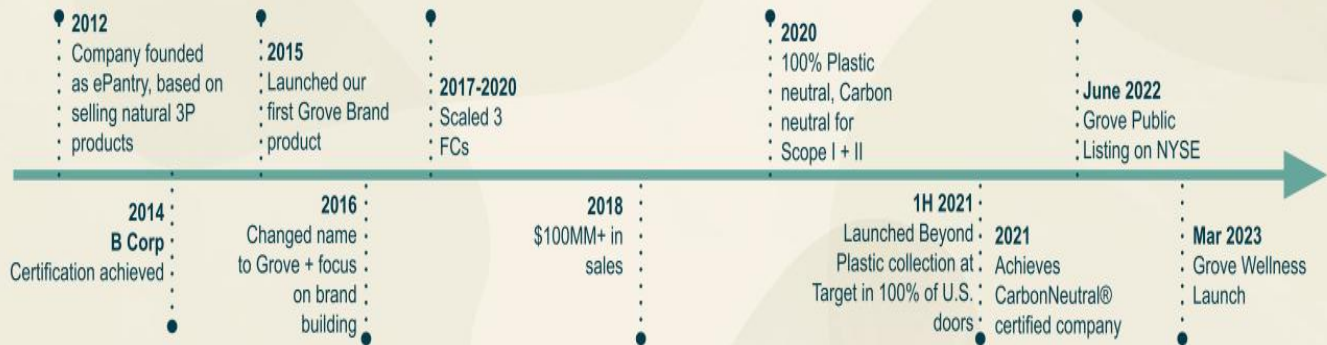 2012
Company founded
as ePantry, based on
selling natural 3P
products
2014
B Corp
Certification achieved
2015
Launched our
first Grove Brand
product
2016
Changed name
to Grove + focus
on brand
building
2017-2020
Scaled 3
FCs
2018
$100MM+ in
sales
2020
100% Plastic
neutral, Carbon
neutral for
Scope I + II
1H 2021
Launched Beyond
Plastic collection at
Target in 100% of U.S.
doors
2021
Achieves
CarbonNeutral®
certified company
June 2022
Grove Public
Listing on NYSE
Mar 2023
Grove Wellness
Launch